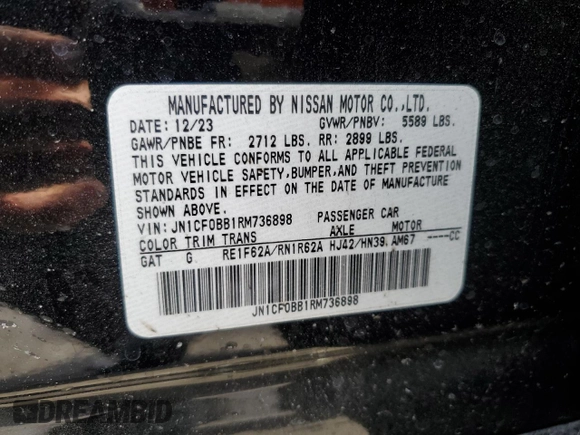 MANUFACTURED BY NISSAN MOTOR CO.,LTD.
DATE: 12/23 GVWR/PNBV: 5589 LBS.
GAWR/PNBE FR: 2712 LBS. RR: 2899 LBS.
THIS VEHICLE CONFORMS TO ALL APPLICABLE FEDERAL
MOTOR VEHICLE SAFETY,BUMPER,AND THEFT PREVENTION
STANDARDS IN EFFECT ON THE DATE OF MANUFACTURE
SHOWN ABOVE.
VIN: JN1CF0BB1RM736898 PASSENGER CAR
COLOR TRIM TRANS AXLE MOTOR
GAT G RE1F62A/RN1R62A HJ42/HN39 AM67 ----CC
JN1CF0BB1RM736898
DREAMBID